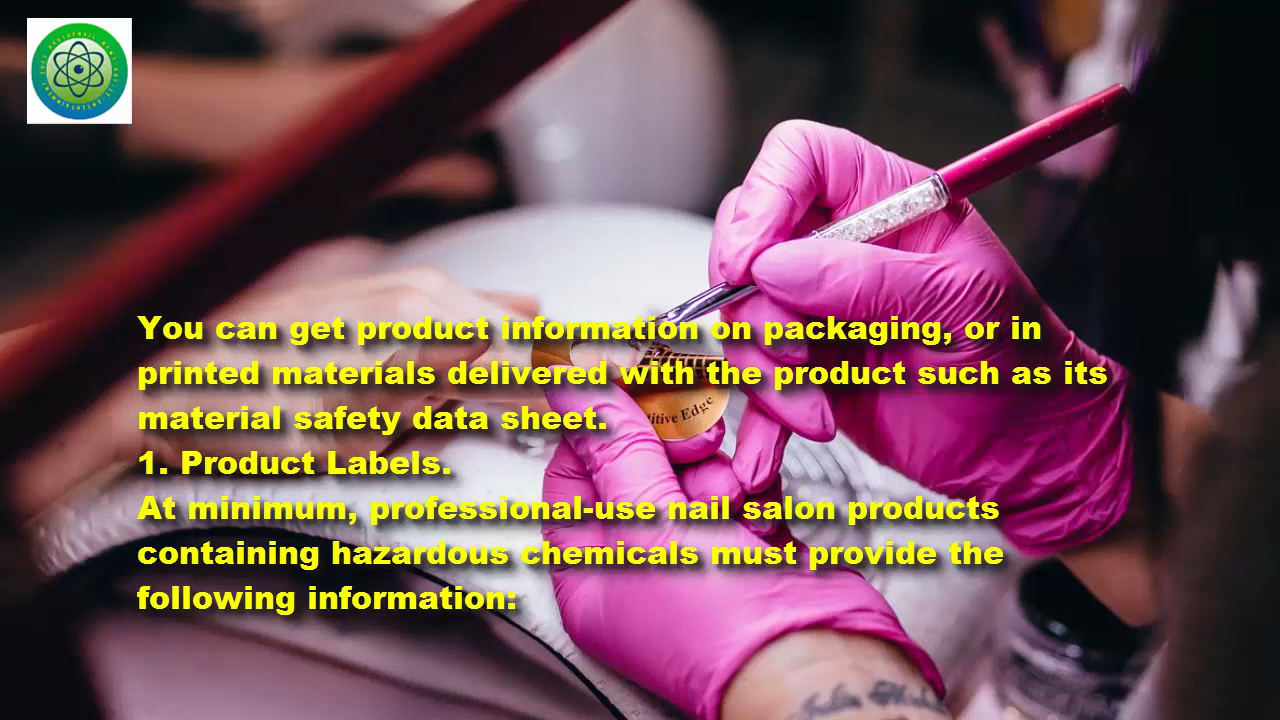 You can get product information on packaging, or in
printed materials delivered with the product such as its
material safety data sheet.
1. Product Labels.
At minimum, professional-use nail salon products
containing hazardous chemicals must provide the
following information:
itive Edge